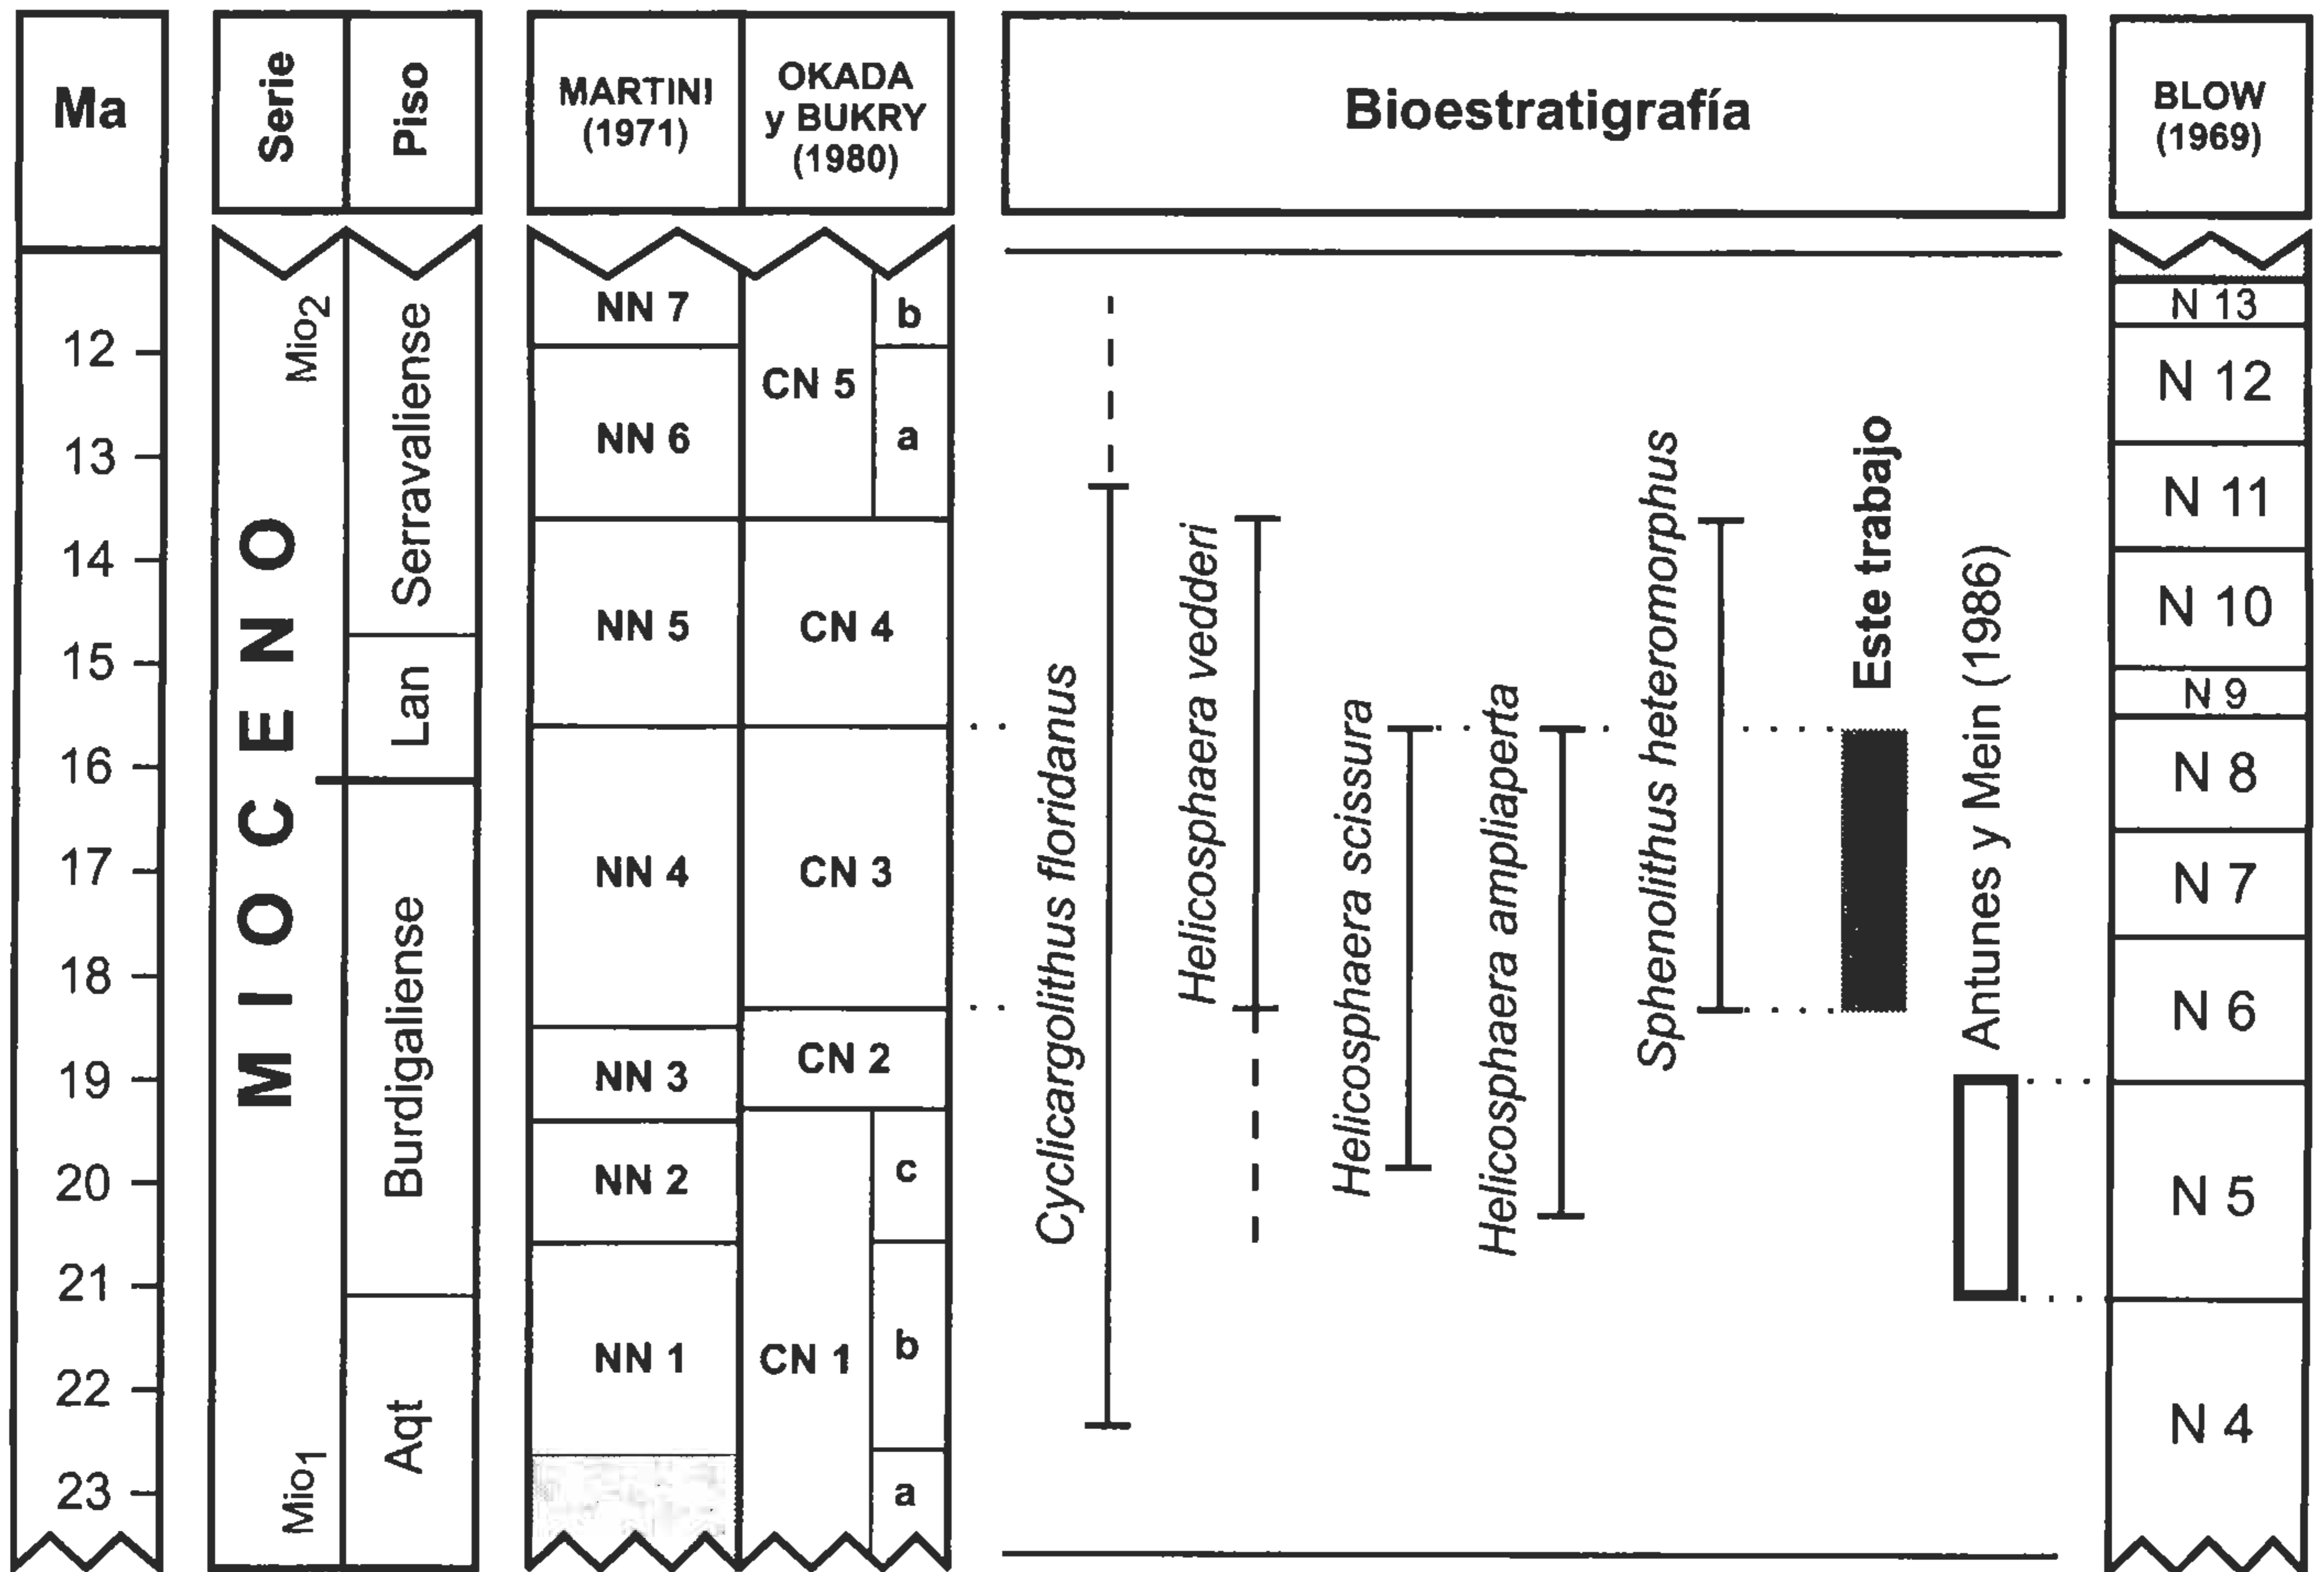 Ma
Serie
Piso
MARTINI
(1971)
OKADA
y BUKRY
(1980)
Bioestratigrafía
BLOW
(1969)
12
13
14
15
16
17
18
19
20
21
22
23
MIOCENO
Mio2
Mio1
Serravaliense
Lan
Burdigaliense
Aqt
NN 7
NN 6
NN 5
NN 4
NN 3
NN 2
NN 1
CN 5
b
a
CN 4
CN 3
CN 2
CN 1
c
b
a
Cyclicargolithus floridanus
Helicosphaera vedderi
Helicosphaera scissura
Helicosphaera ampliaperta
Sphenolithus heteromorphus
Este trabajo
Antunes y Mein (1986)
N 13
N 12
N 11
N 10
N 9
N 8
N 7
N 6
N 5
N 4